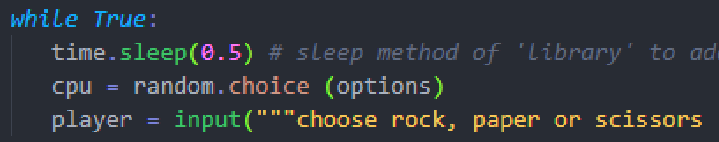 while True:
time.sleep(0.5) # sleep method of 'library' to
cpu = random.choice (options)
player = input("""choose rock, paper or scissors